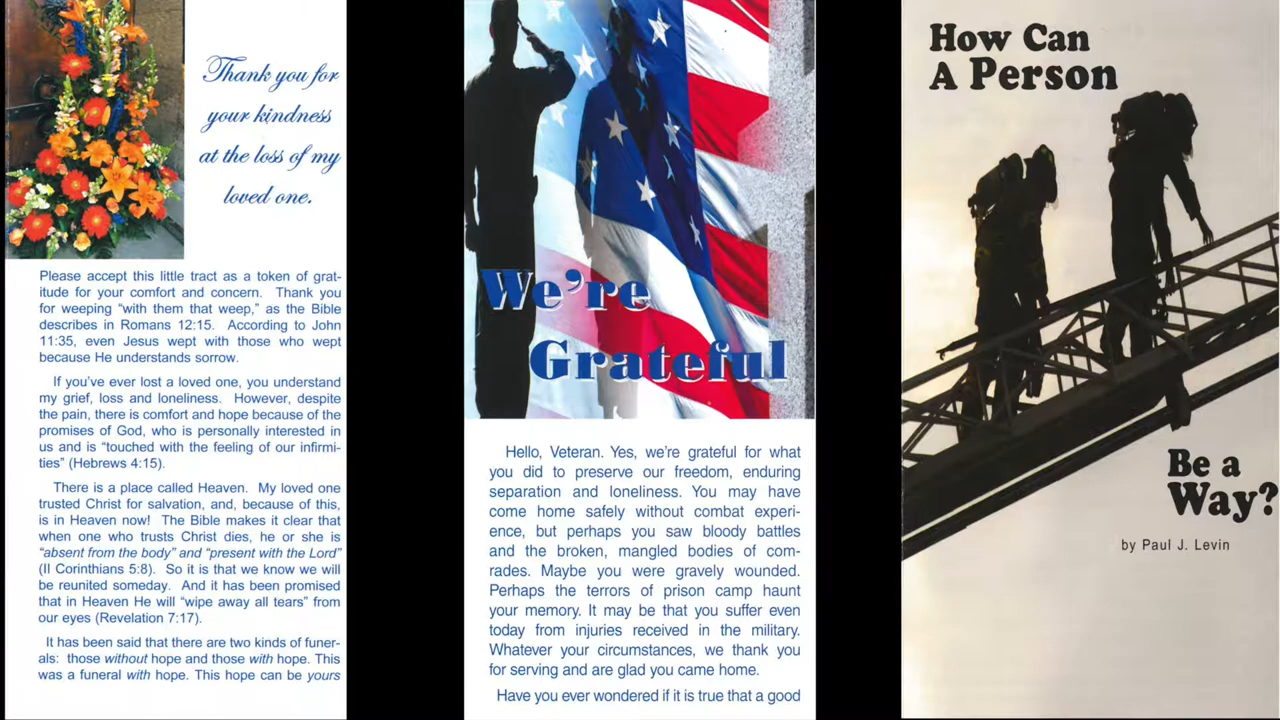 Thank you for
your kindness
at the loss of my
loved one.
Please accept this little tract as a token of grat-
itude for your comfort and concern. Thank you
for weeping “with them that weep,” as the Bible
describes in Romans 12:15. According to John
11:35, even Jesus wept with those who wept
because He understands sorrow.
If you’ve ever lost a loved one, you understand
my grief, loss and loneliness. However, despite
the pain, there is comfort and hope because of the
promises of God, who is personally interested in
us and is “touched with the feeling of our infirmi-
ties” (Hebrews 4:15).
There is a place called Heaven. My loved one
trusted Christ for salvation, and, because of this,
is in Heaven now! The Bible makes it clear that
when one who trusts Christ dies, he or she is
“absent from the body” and “present with the Lord”
(II Corinthians 5:8). So it is that we know we will
be reunited someday. And it has been promised
that in Heaven He will “wipe away all tears” from
our eyes (Revelation 7:17).
It has been said that there are two kinds of funer-
als: those without hope and those with hope. This
was a funeral with hope. This hope can be yours
We’re
Grateful
Hello, Veteran. Yes, we’re grateful for what
you did to preserve our freedom, enduring
separation and loneliness. You may have
come home safely without combat experi-
ence, but perhaps you saw bloody battles
and the broken, mangled bodies of com-
rades. Maybe you were gravely wounded.
Perhaps the terrors of prison camp haunt
your memory. It may be that you suffer even
today from injuries received in the military.
Whatever your circumstances, we thank you
for serving and are glad you came home.
Have you ever wondered if it is true that a good
How Can
A Person
Be a
Way?
by Paul J. Levin